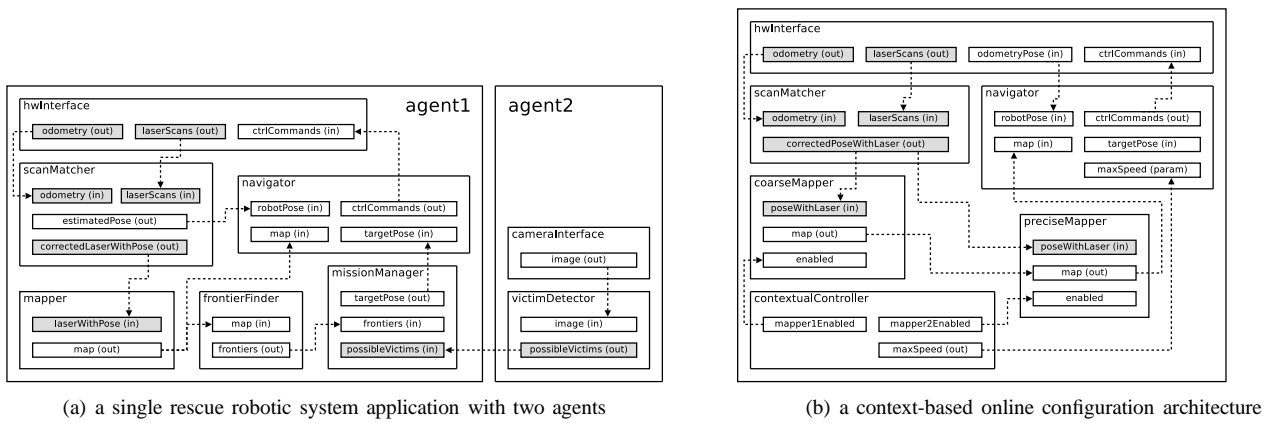 agent1
hwInterface
odometry (out)
laserScans (out)
ctrlCommands (in)
scanMatcher
odometry (in)
laserScans (in)
estimatedPose (out)
correctedLaserWithPose (out)
navigator
robotPose (in)
ctrlCommands (out)
map (in)
targetPose (in)
mapper
laserWithPose (in)
map (out)
frontierFinder
map (in)
frontiers (out)
missionManager
targetPose (out)
frontiers (in)
possibleVictims (in)
agent2
cameraInterface
image (out)
victimDetector
image (in)
possibleVictims (out)
(a) a single rescue robotic system application with two agents
hwInterface
odometry (out)
laserScans (out)
odometryPose (in)
ctrlCommands (in)
scanMatcher
odometry (in)
laserScans (in)
correctedPoseWithLaser (out)
navigator
robotPose (in)
ctrlCommands (out)
map (in)
targetPose (in)
maxSpeed (param)
coarseMapper
poseWithLaser (in)
map (out)
enabled
preciseMapper
poseWithLaser (in)
map (out)
enabled
contextualController
mapper1Enabled
mapper2Enabled
maxSpeed (out)
(b) a context-based online configuration architecture